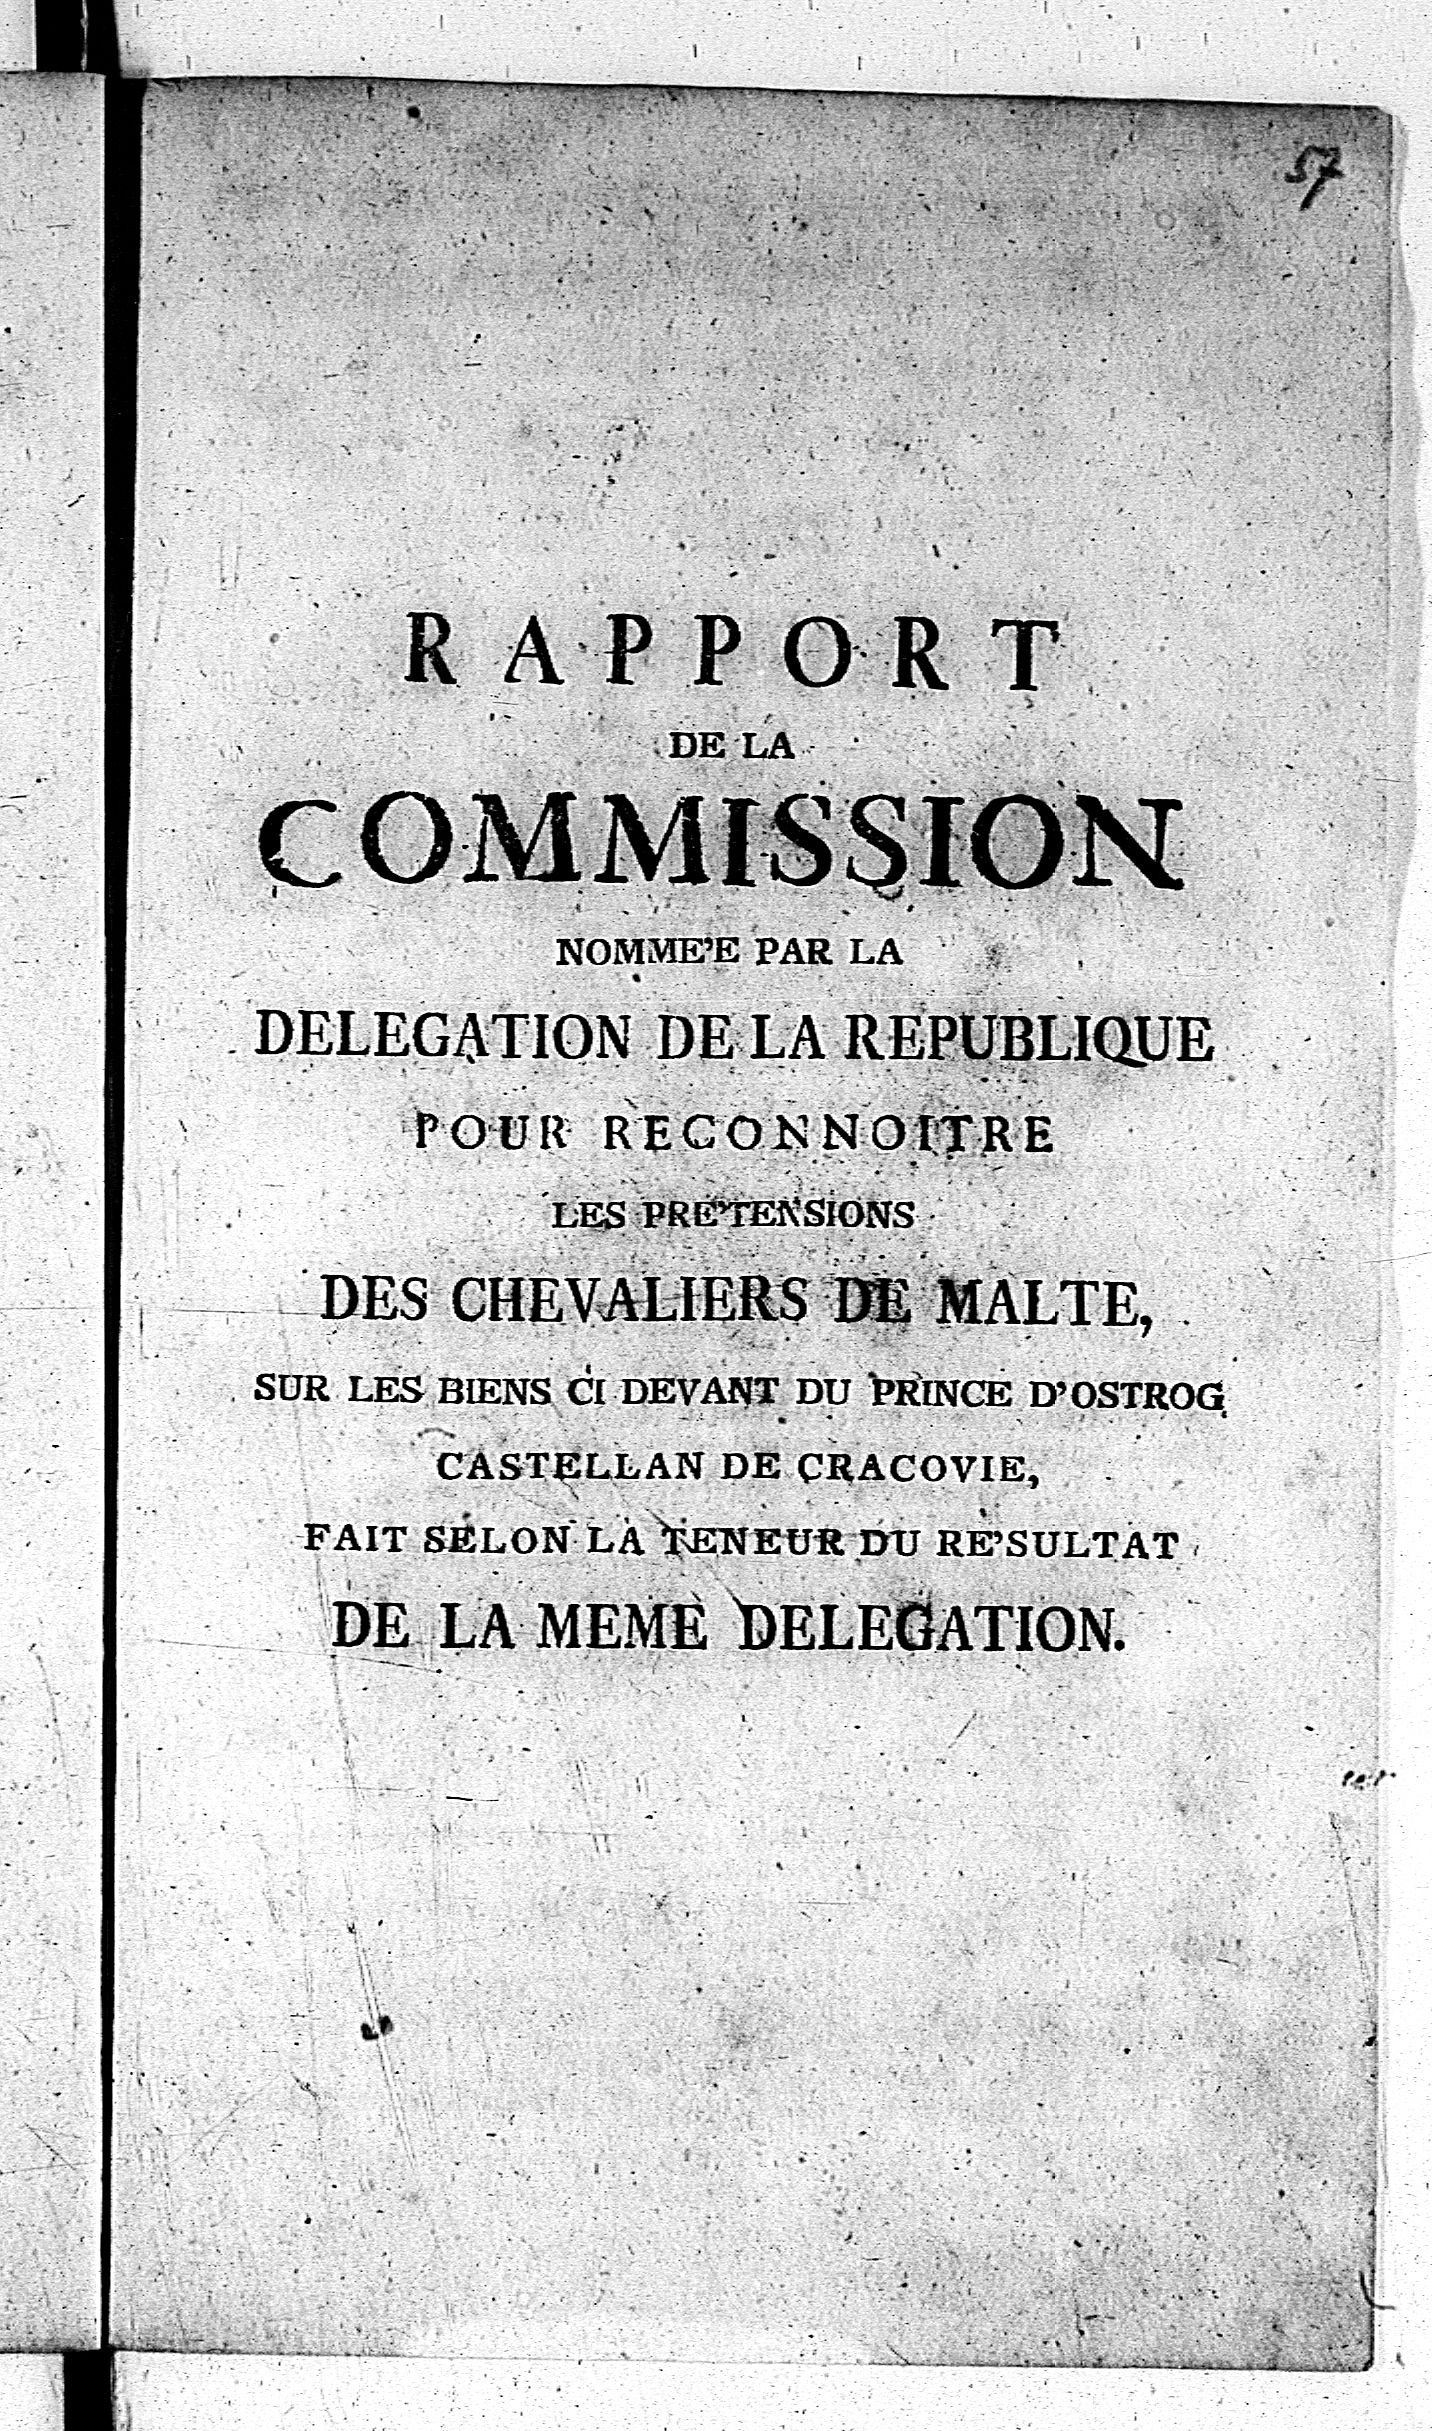 57
RAPPORT
DE LA
COMMISSION
NOMME'E PAR LA
DELEGATION DE LA REPUBLIQUE
POUR RECONNOITRE
LES PRE'TENSIONS
DES CHEVALIERS DE MALTE,
SUR LES BIENS CI DEVANT DU PRINCE D'OSTROG
CASTELLAN DE CRACOVIE,
FAIT SELON LA TENEUR DU RE'SULTAT
DE LA MEME DELEGATION.